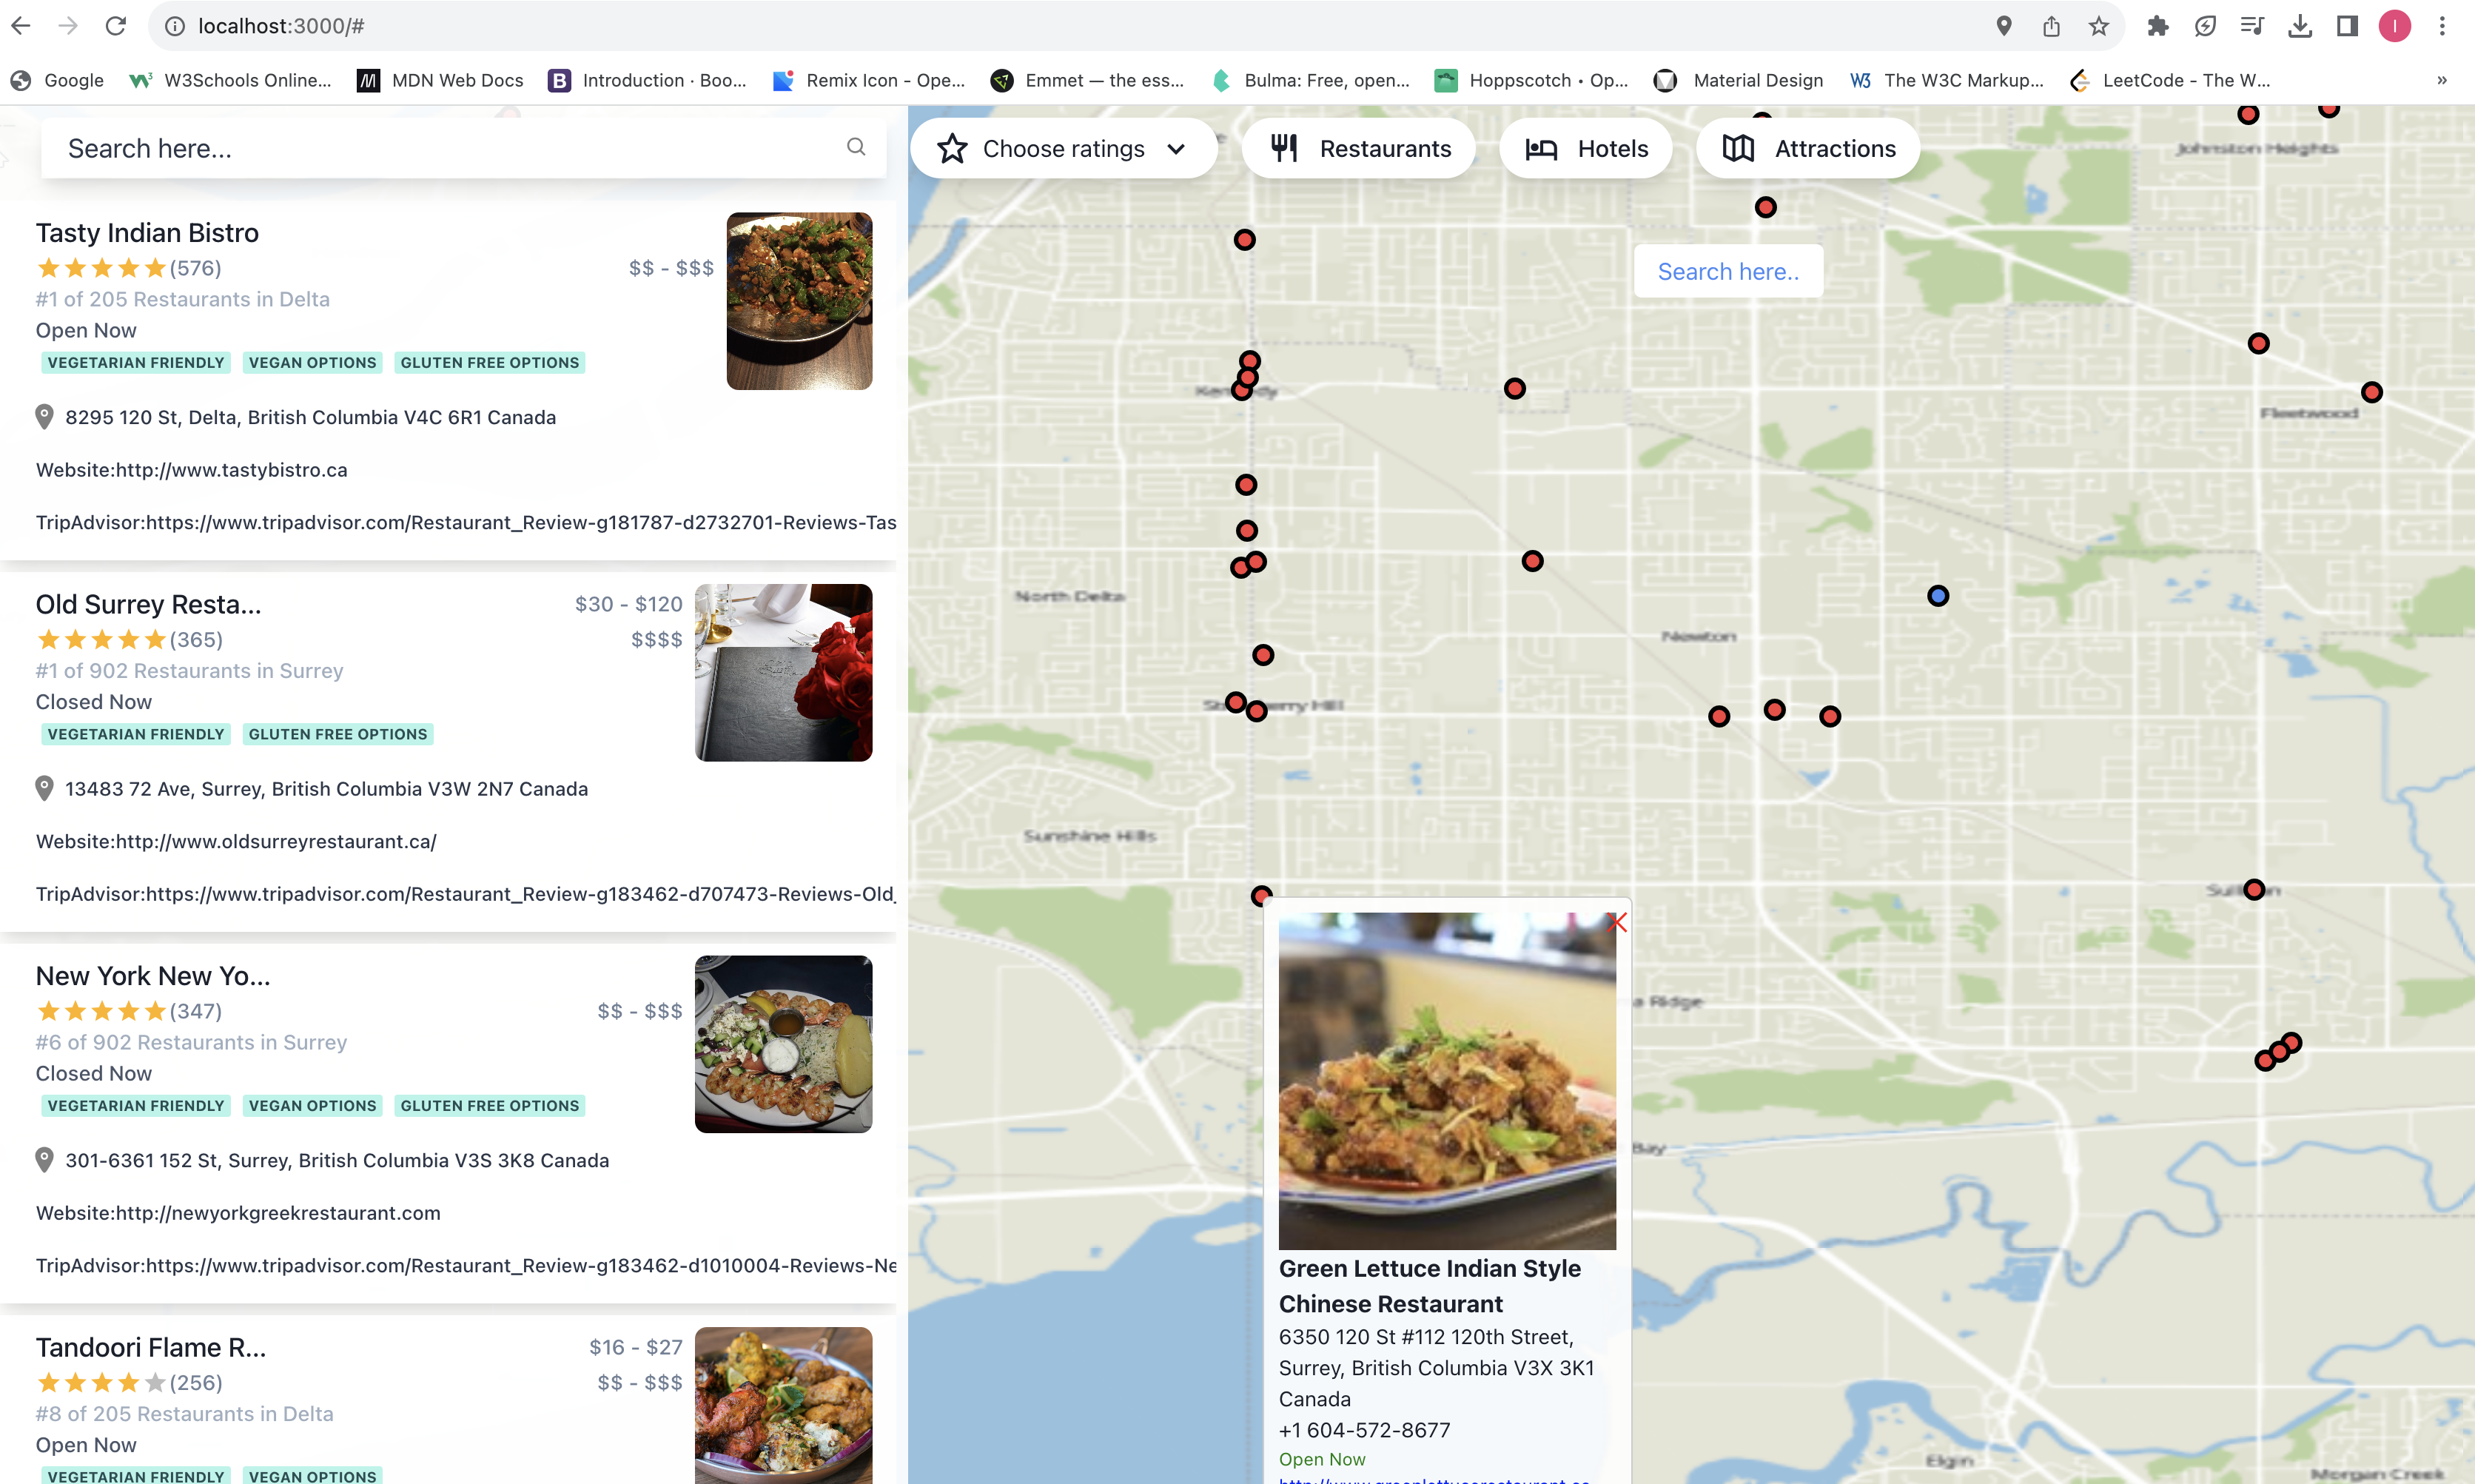 localhost:3000/#
Google
W3Schools Online...
MDN Web Docs
Introduction · Boo...
Remix Icon - Ope...
Emmet — the ess...
Bulma: Free, open...
Hoppscotch • Op...
Material Design
The W3C Markup...
LeetCode - The W...
»
Search here...
Choose ratings
Restaurants
Hotels
Attractions
Tasty Indian Bistro
(576)
$$ - $$$
#1 of 205 Restaurants in Delta
Open Now
VEGETARIAN FRIENDLY VEGAN OPTIONS GLUTEN FREE OPTIONS
8295 120 St, Delta, British Columbia V4C 6R1 Canada
Website:http://www.tastybistro.ca
TripAdvisor:https://www.tripadvisor.com/Restaurant_Review-g181787-d2732701-Reviews-Tas
Old Surrey Resta...
$30 - $120
(365)
$$$$
#1 of 902 Restaurants in Surrey
Closed Now
VEGETARIAN FRIENDLY GLUTEN FREE OPTIONS
13483 72 Ave, Surrey, British Columbia V3W 2N7 Canada
Website:http://www.oldsurreyrestaurant.ca/
TripAdvisor:https://www.tripadvisor.com/Restaurant_Review-g183462-d707473-Reviews-Old_
New York New Yo...
(347)
$$ - $$$
#6 of 902 Restaurants in Surrey
Closed Now
VEGETARIAN FRIENDLY VEGAN OPTIONS GLUTEN FREE OPTIONS
301-6361 152 St, Surrey, British Columbia V3S 3K8 Canada
Website:http://newyorkgreekrestaurant.com
TripAdvisor:https://www.tripadvisor.com/Restaurant_Review-g183462-d1010004-Reviews-Ne
Tandoori Flame R...
$16 - $27
(256)
$$ - $$$
#8 of 205 Restaurants in Delta
Open Now
VEGETARIAN FRIENDLY VEGAN OPTIONS
Johnston Heights
Search here..
Fleetwood
North Delta
Newton
Sunshine Hills
a Ridge
Bay
Elgin
Morgan Creek
Green Lettuce Indian Style
Chinese Restaurant
6350 120 St #112 120th Street,
Surrey, British Columbia V3X 3K1
Canada
+1 604-572-8677
Open Now